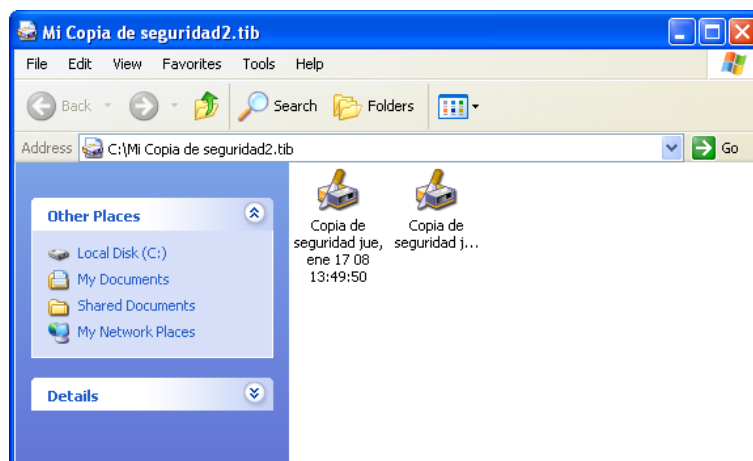 Mi Copia de seguridad2.tib
File Edit View Favorites Tools Help
Back Search Folders
Address C:\Mi Copia de seguridad2.tib Go
Other Places
Local Disk (C:)
My Documents
Shared Documents
My Network Places
Details
Copia de
seguridad jue,
ene 17 08
13:49:50
Copia de
seguridad j...